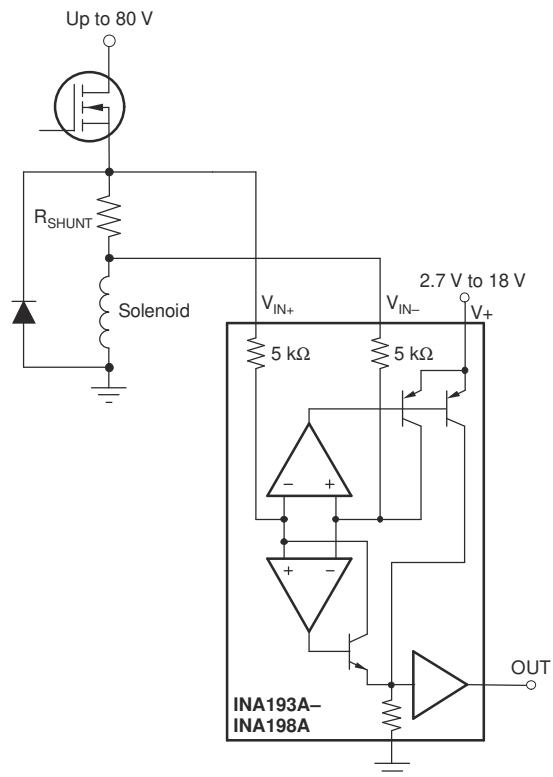 Up to 80 V
R_SHUNT
Solenoid
2.7 V to 18 V
V_IN+
V_IN–
V+
5 kΩ
5 kΩ
– +
+ –
OUT
INA193A–
INA198A